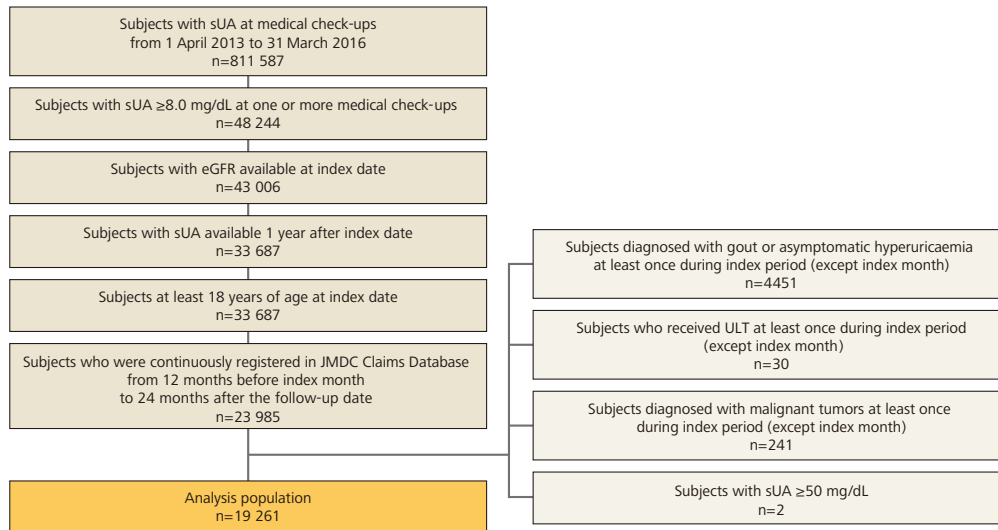 Subjects with sUA at medical check-ups
from 1 April 2013 to 31 March 2016
n=811 587
Subjects with sUA ≥8.0 mg/dL at one or more medical check-ups
n=48 244
Subjects with eGFR available at index date
n=43 006
Subjects with sUA available 1 year after index date
n=33 687
Subjects at least 18 years of age at index date
n=33 687
Subjects who were continuously registered in JMDC Claims Database
from 12 months before index month
to 24 months after the follow-up date
n=23 985
Subjects diagnosed with gout or asymptomatic hyperuricaemia
at least once during index period (except index month)
n=4451
Subjects who received ULT at least once during index period
(except index month)
n=30
Subjects diagnosed with malignant tumors at least once
during index period (except index month)
n=241
Subjects with sUA ≥50 mg/dL
n=2
Analysis population
n=19 261